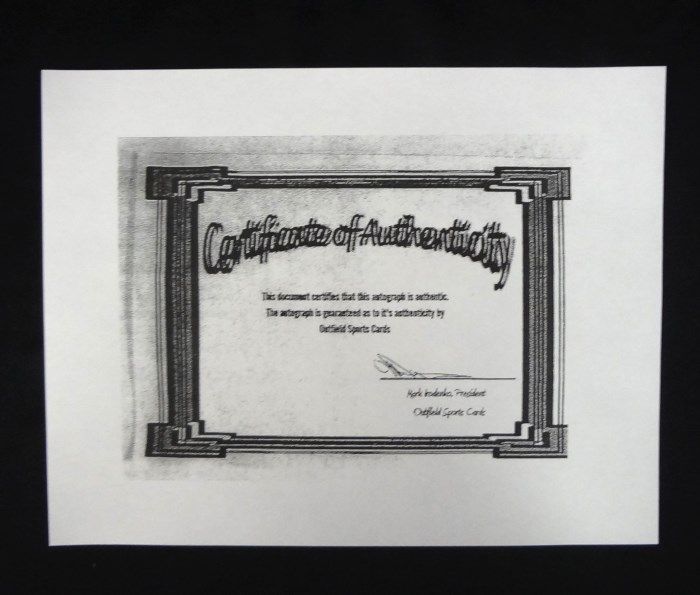 Certificate of Authenticity
This document certifies that this autograph is authentic.
The autograph is guaranteed as to it's authenticity by
Outfield Sports Cards
Mark President
Outfield Sports Cards